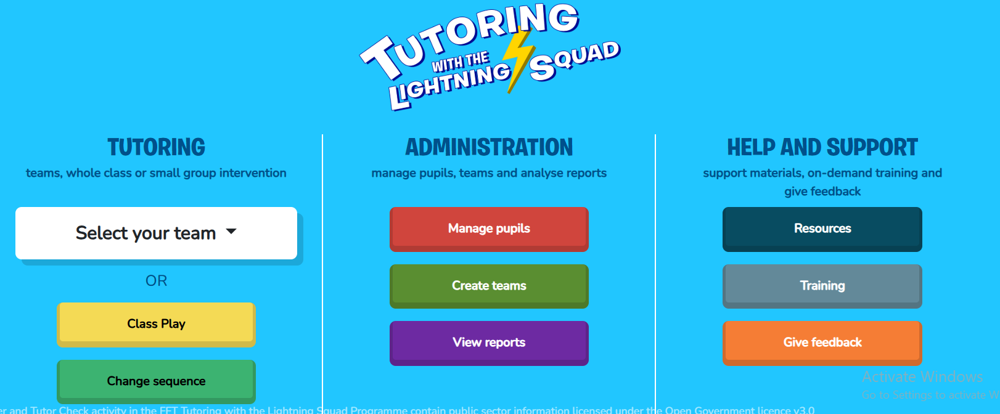 TUTORING
WITH THE
LIGHTNING SQUAD
TUTORING
teams, whole class or small group intervention
Select your team
OR
Class Play
Change sequence
ADMINISTRATION
manage pupils, teams and analyse reports
Manage pupils
Create teams
View reports
HELP AND SUPPORT
support materials, on-demand training and
give feedback
Resources
Training
Give feedback
Activate Windows
Go to Settings to activate W
er and Tutor Check activity in the FFT Tutoring with the Lightning Squad Programme contain public sector information licensed under the Open Government licence v3.0